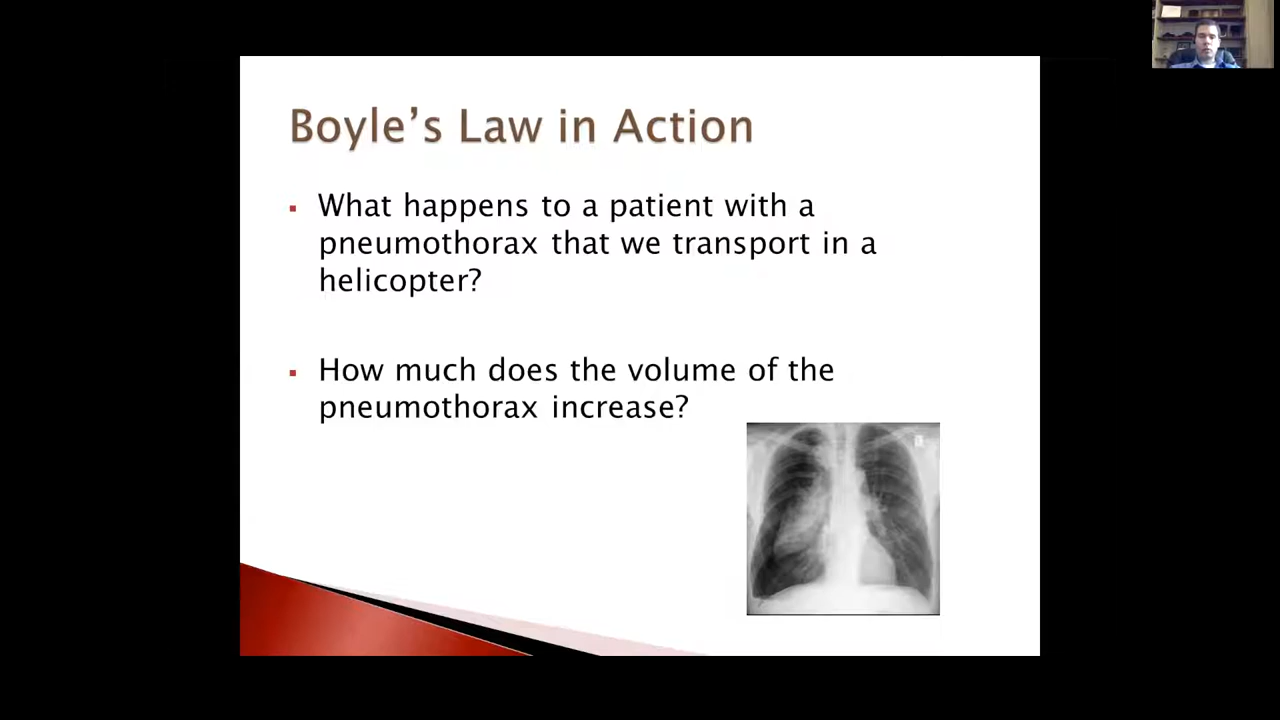 Boyle's Law in Action
What happens to a patient with a
pneumothorax that we transport in a
helicopter?
How much does the volume of the
pneumothorax increase?